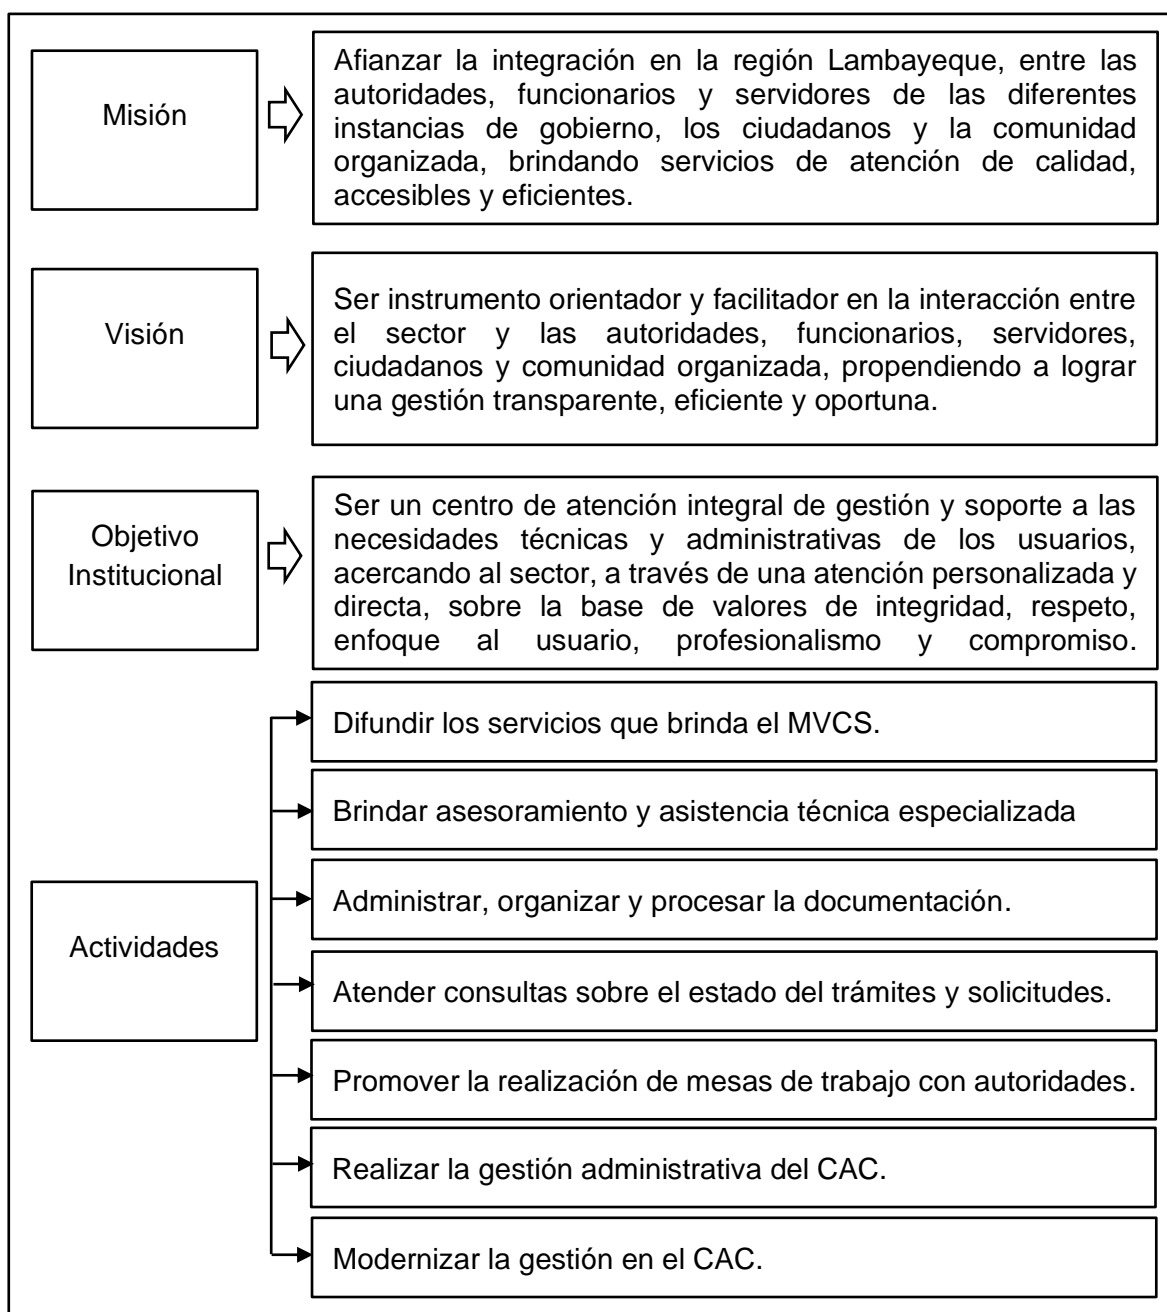 Misión
Afianzar la integración en la región Lambayeque, entre las
autoridades, funcionarios y servidores de las diferentes
instancias de gobierno, los ciudadanos y la comunidad
organizada, brindando servicios de atención de calidad,
accesibles y eficientes.
Visión
Ser instrumento orientador y facilitador en la interacción entre
el sector y las autoridades, funcionarios, servidores,
ciudadanos y comunidad organizada, propendiendo a lograr
una gestión transparente, eficiente y oportuna.
Objetivo
Institucional
Ser un centro de atención integral de gestión y soporte a las
necesidades técnicas y administrativas de los usuarios,
acercando al sector, a través de una atención personalizada y
directa, sobre la base de valores de integridad, respeto,
enfoque al usuario, profesionalismo y compromiso.
Actividades
Difundir los servicios que brinda el MVCS.
Brindar asesoramiento y asistencia técnica especializada
Administrar, organizar y procesar la documentación.
Atender consultas sobre el estado del trámites y solicitudes.
Promover la realización de mesas de trabajo con autoridades.
Realizar la gestión administrativa del CAC.
Modernizar la gestión en el CAC.